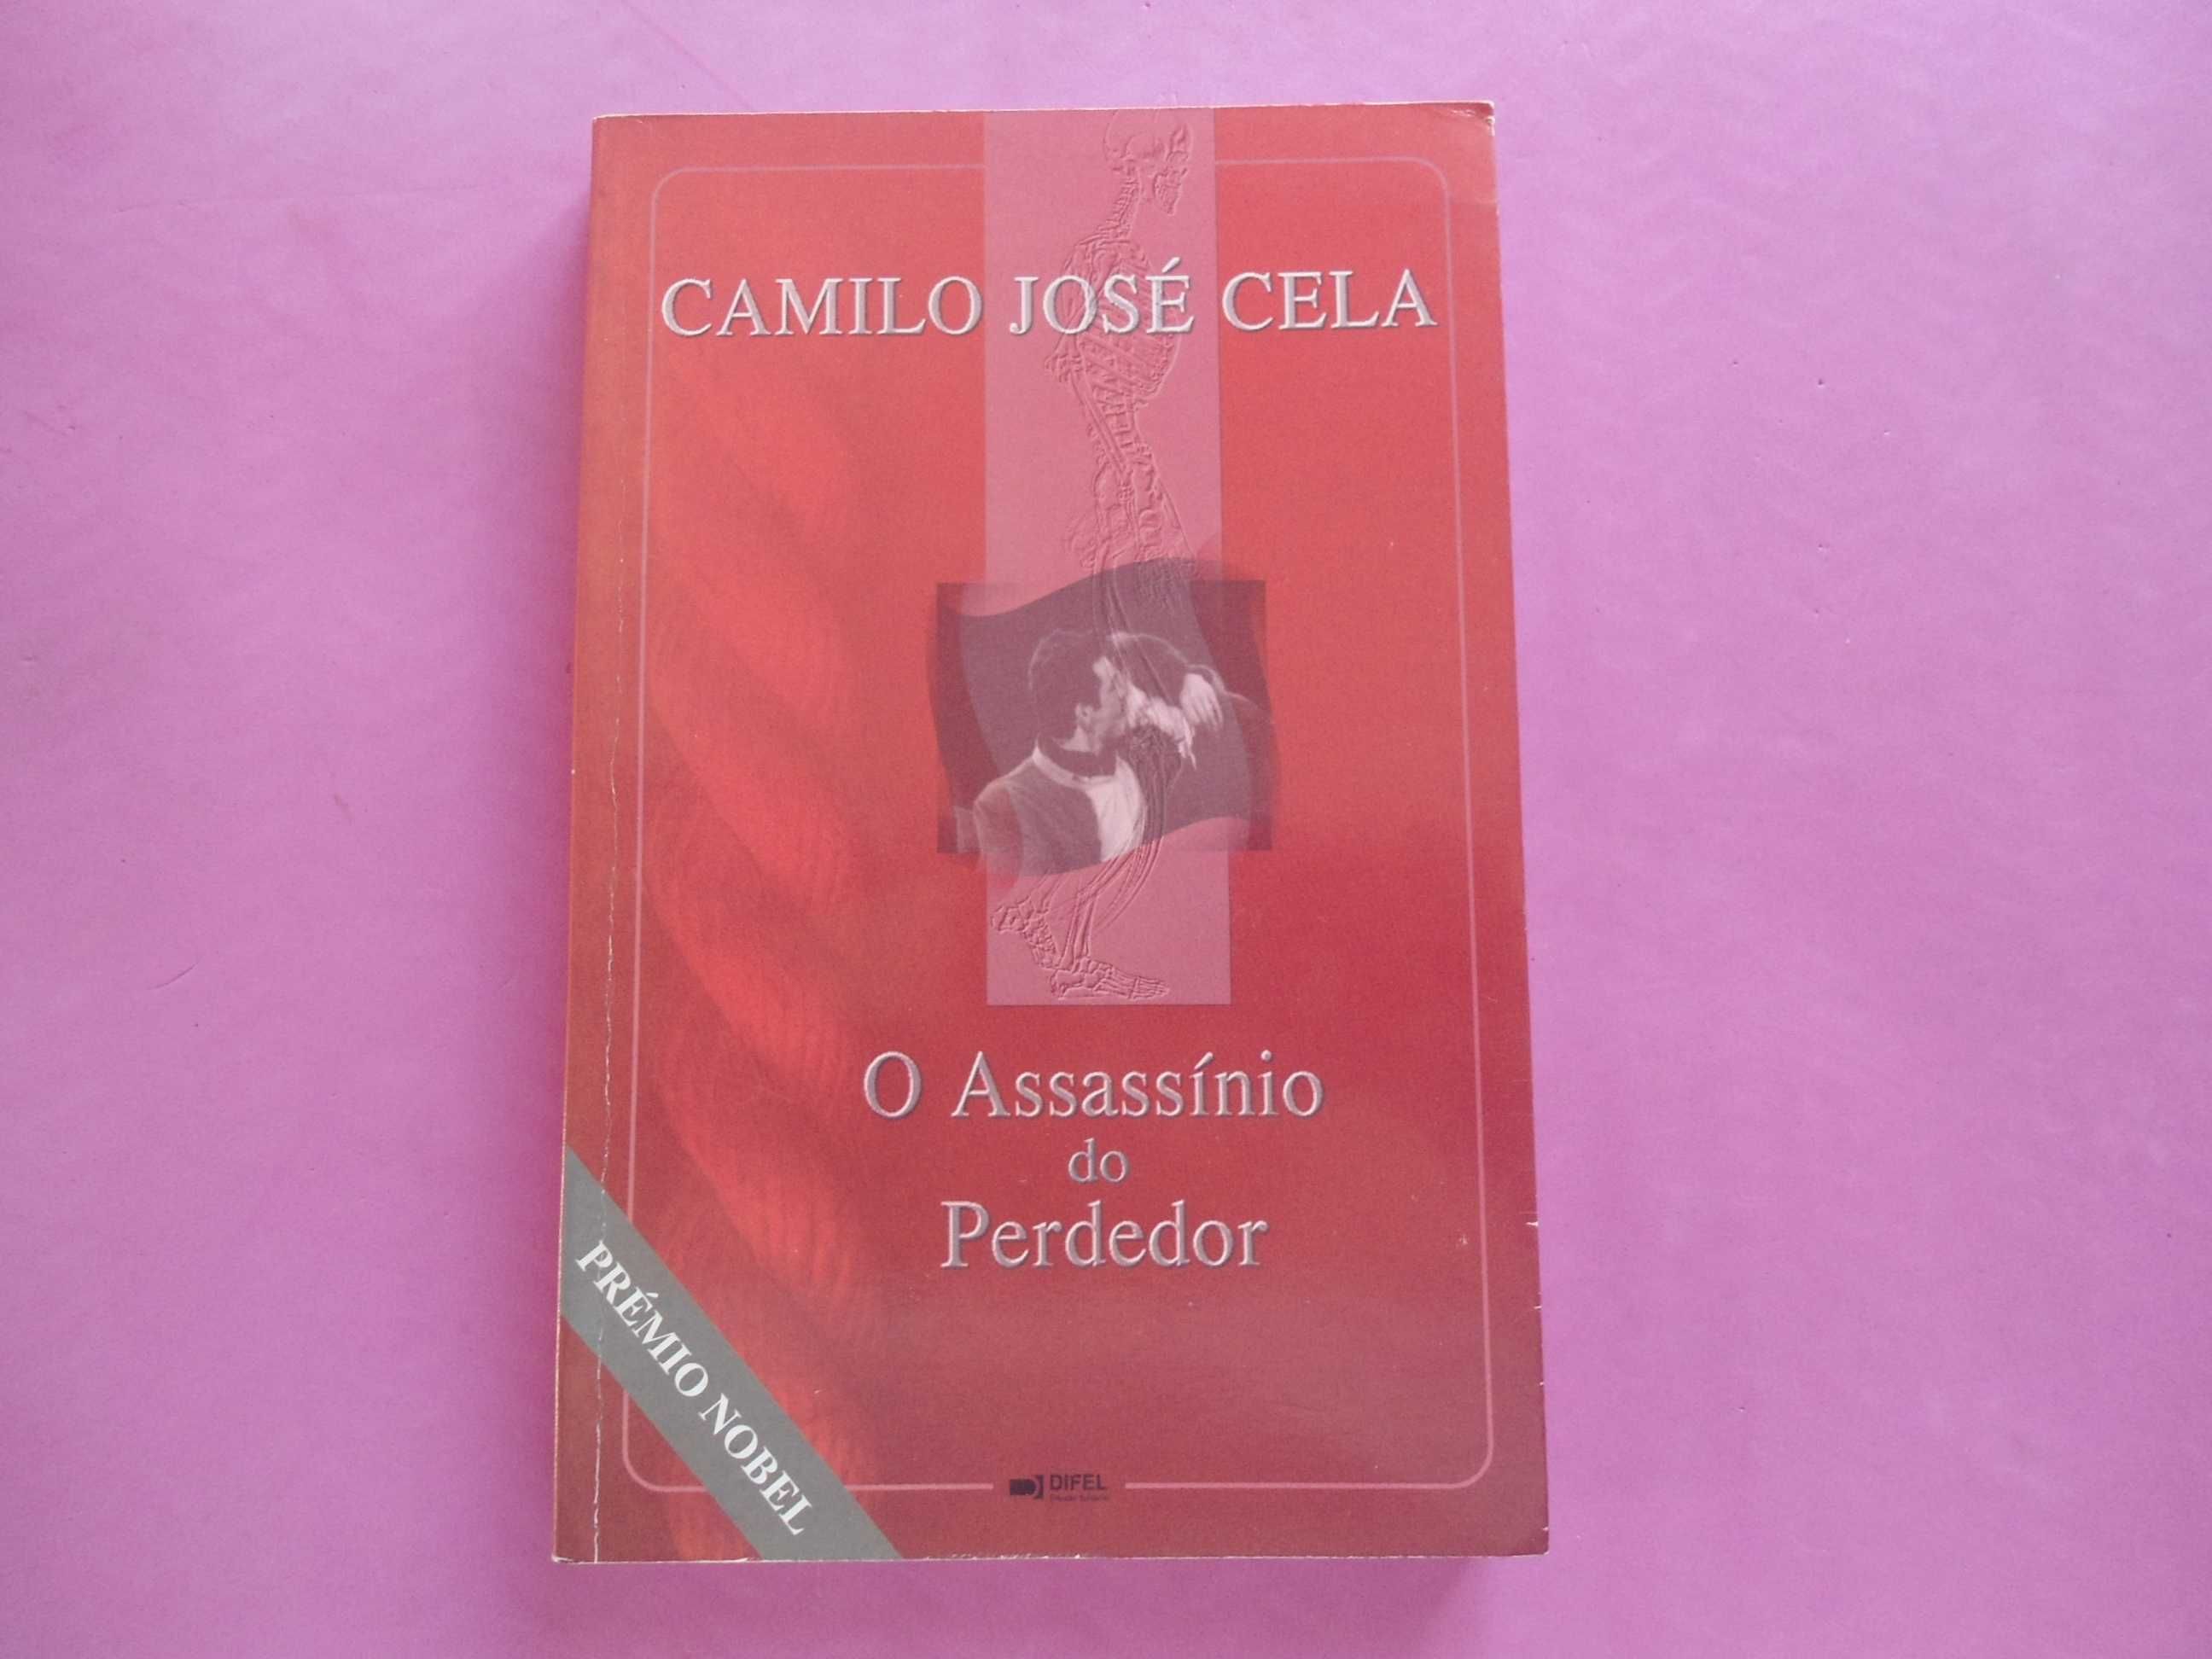 CAMILO JOSÉ CELA
O Assassínio
do
Perdedor
PRÉMIO NOBEL
DIFEL